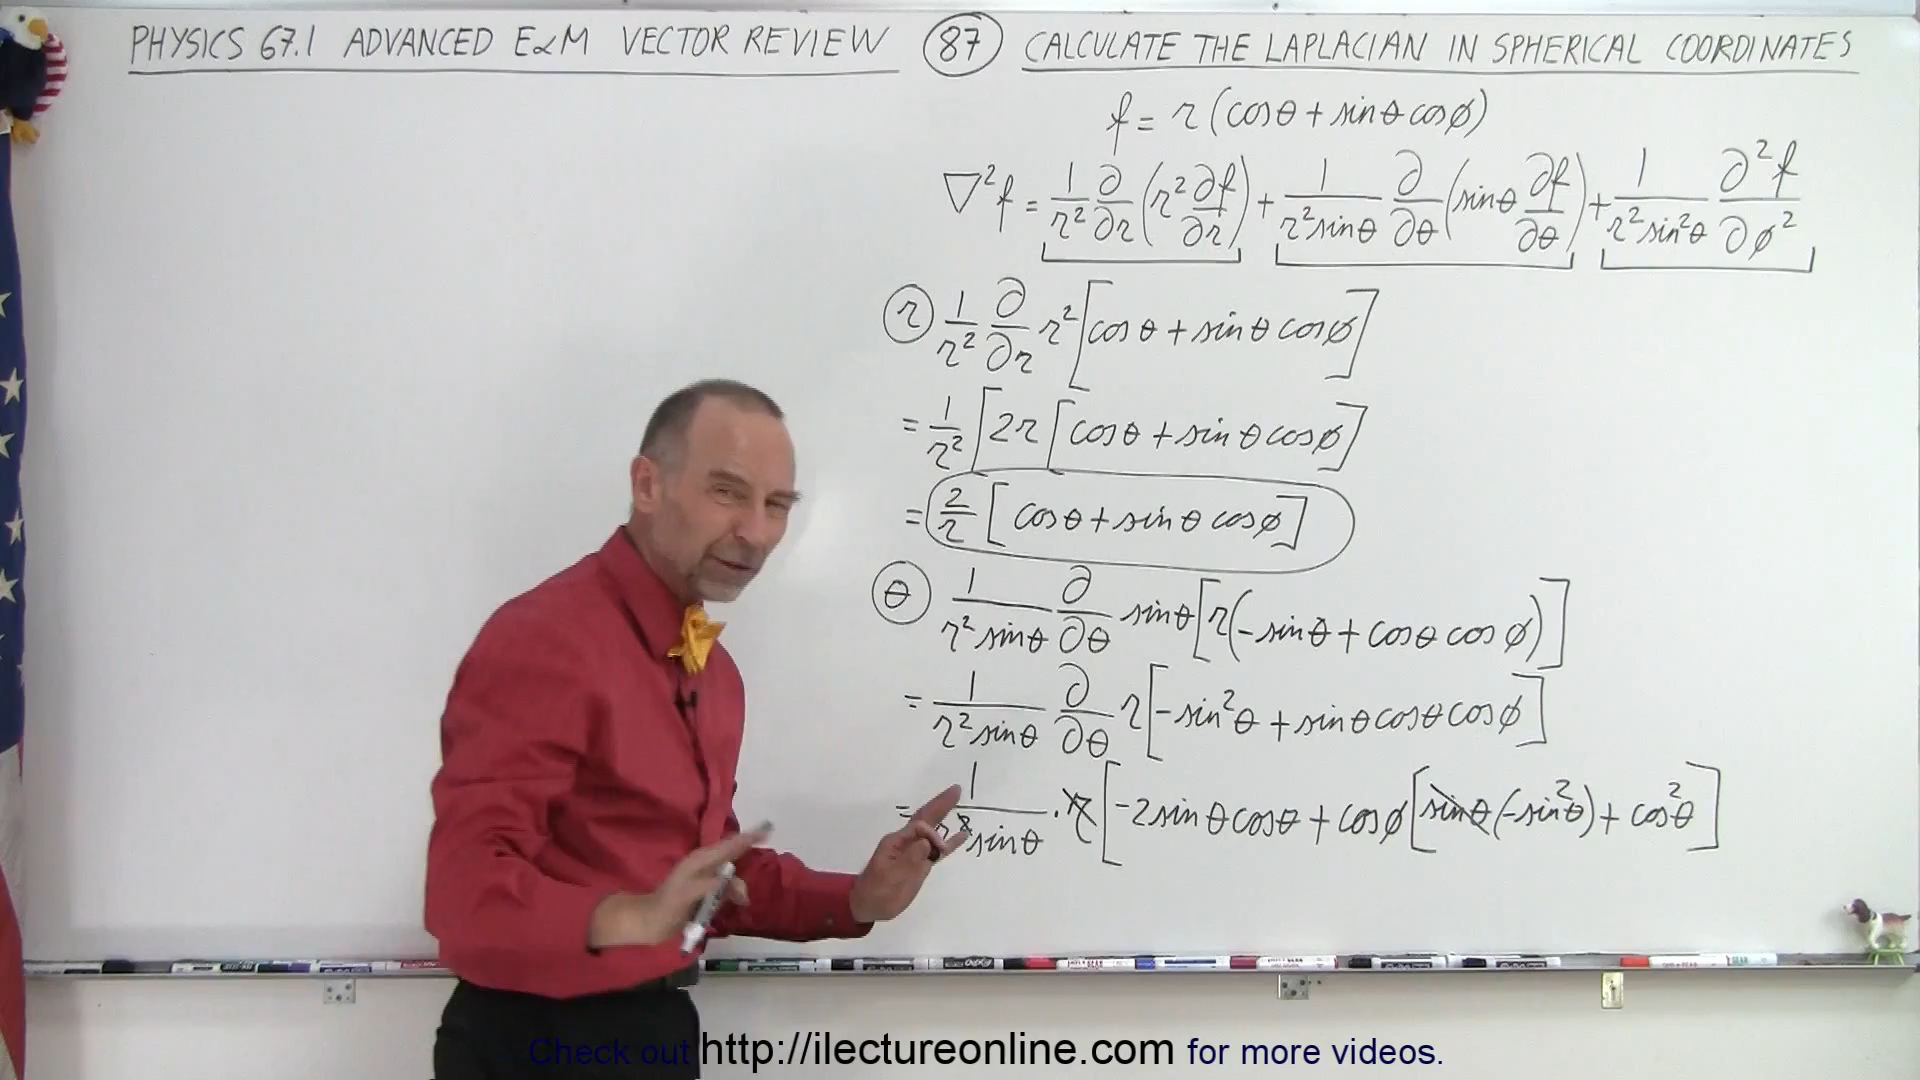 PHYSICS 67.1 ADVANCED E&M VECTOR REVIEW (87) CALCULATE THE LAPLACIAN IN SPHERICAL COORDINATES
f = r (cosθ + sinθ cosφ)
∇²f = 1/r² ∂/∂r (r² ∂f/∂r) + 1/(r² sinθ) ∂/∂θ (sinθ ∂f/∂θ) + 1/(r² sin²θ) ∂²f/∂φ²
(r) 1/r² ∂/∂r r² [cosθ + sinθ cosφ]
= 1/r² [2r [cosθ + sinθ cosφ]
= 2/r [cosθ + sinθ cosφ]
(θ) 1/(r² sinθ) ∂/∂θ sinθ [r(-sinθ + cosθ cosφ)]
= 1/(r² sinθ) ∂/∂θ r [-sin²θ + sinθ cosθ cosφ]
= 1/(r² sinθ) · r [-2 sinθ cosθ + cosφ [sinθ (-sin²θ) + cos²θ]
Check out http://ilectureonline.com for more videos.